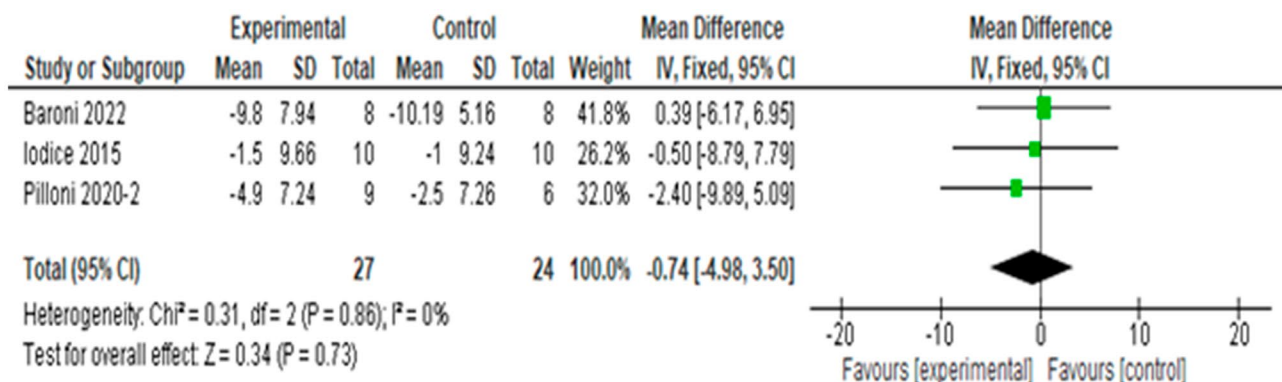 Experimental Control Mean Difference Mean Difference
Study or Subgroup Mean SD Total Mean SD Total Weight IV, Fixed, 95% CI IV, Fixed, 95% CI
Baroni 2022 -9.8 7.94 8 -10.19 5.16 8 41.8% 0.39 [-6.17, 6.95]
Iodice 2015 -1.5 9.66 10 -1 9.24 10 26.2% -0.50 [-8.79, 7.79]
Pilloni 2020-2 -4.9 7.24 9 -2.5 7.26 6 32.0% -2.40 [-9.89, 5.09]
Total (95% CI) 27 24 100.0% -0.74 [-4.98, 3.50]
Heterogeneity: Chi² = 0.31, df = 2 (P = 0.86); I² = 0%
Test for overall effect: Z = 0.34 (P = 0.73)
-20 -10 0 10 20
Favours [experimental] Favours [control]